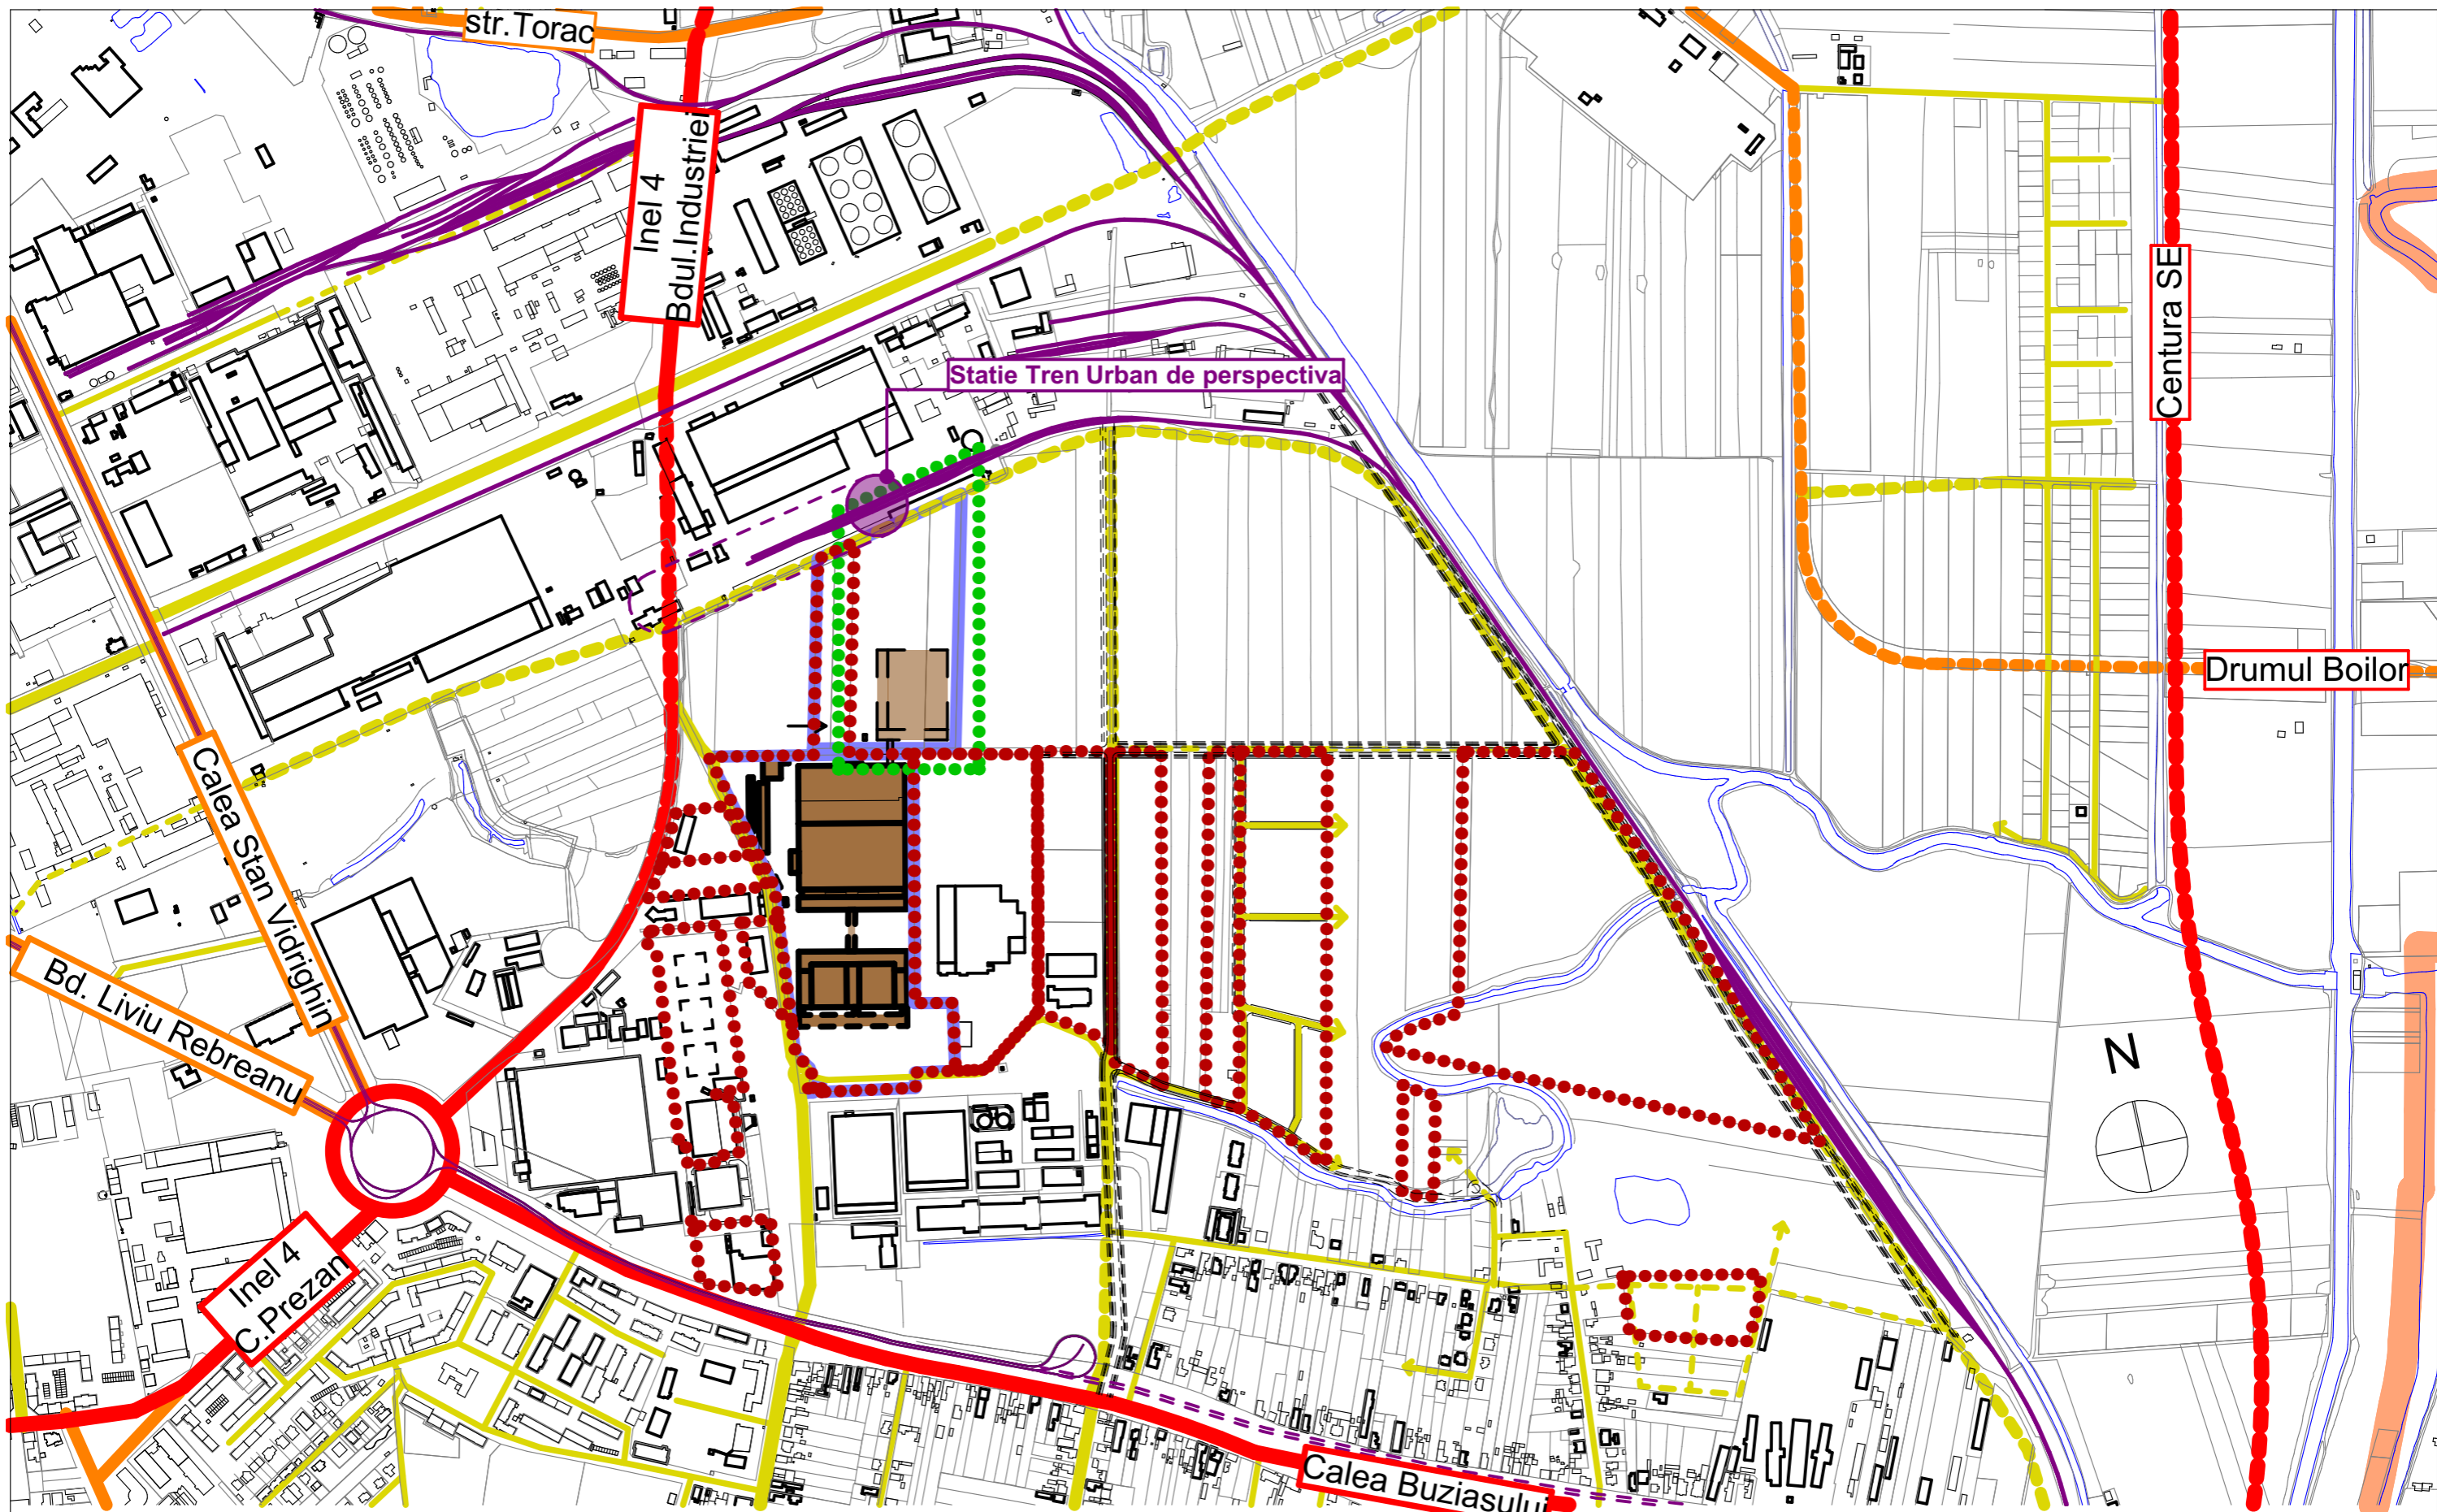 str.Torac
Inel 4
Bdul.Industriei
Statie Tren Urban de perspectiva
Centura SE
Drumul Boilor
Calea Stan Vidrighin
Bd. Liviu Rebreanu
N
Inel 4
C.Prezan
Calea Buziasului